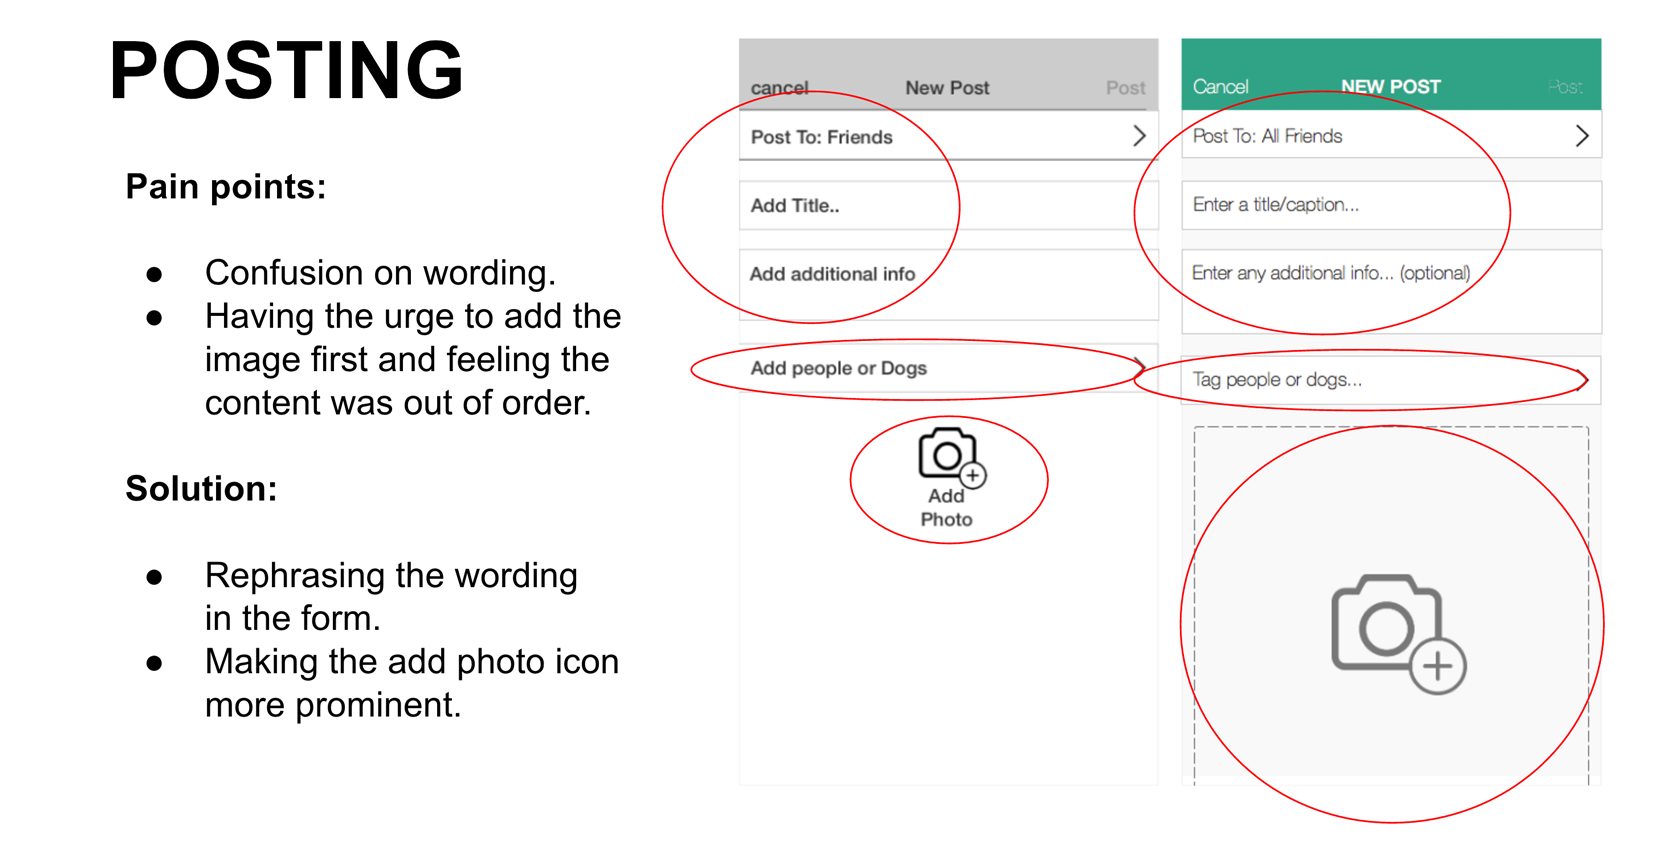 POSTING
Pain points:
● Confusion on wording.
● Having the urge to add the
image first and feeling the
content was out of order.
Solution:
● Rephrasing the wording
in the form.
● Making the add photo icon
more prominent.
cancel New Post Post
Post To: Friends
Add Title..
Add additional info
Add people or Dogs
Add
Photo
Cancel NEW POST Post
Post To: All Friends
Enter a title/caption...
Enter any additional info... (optional)
Tag people or dogs...